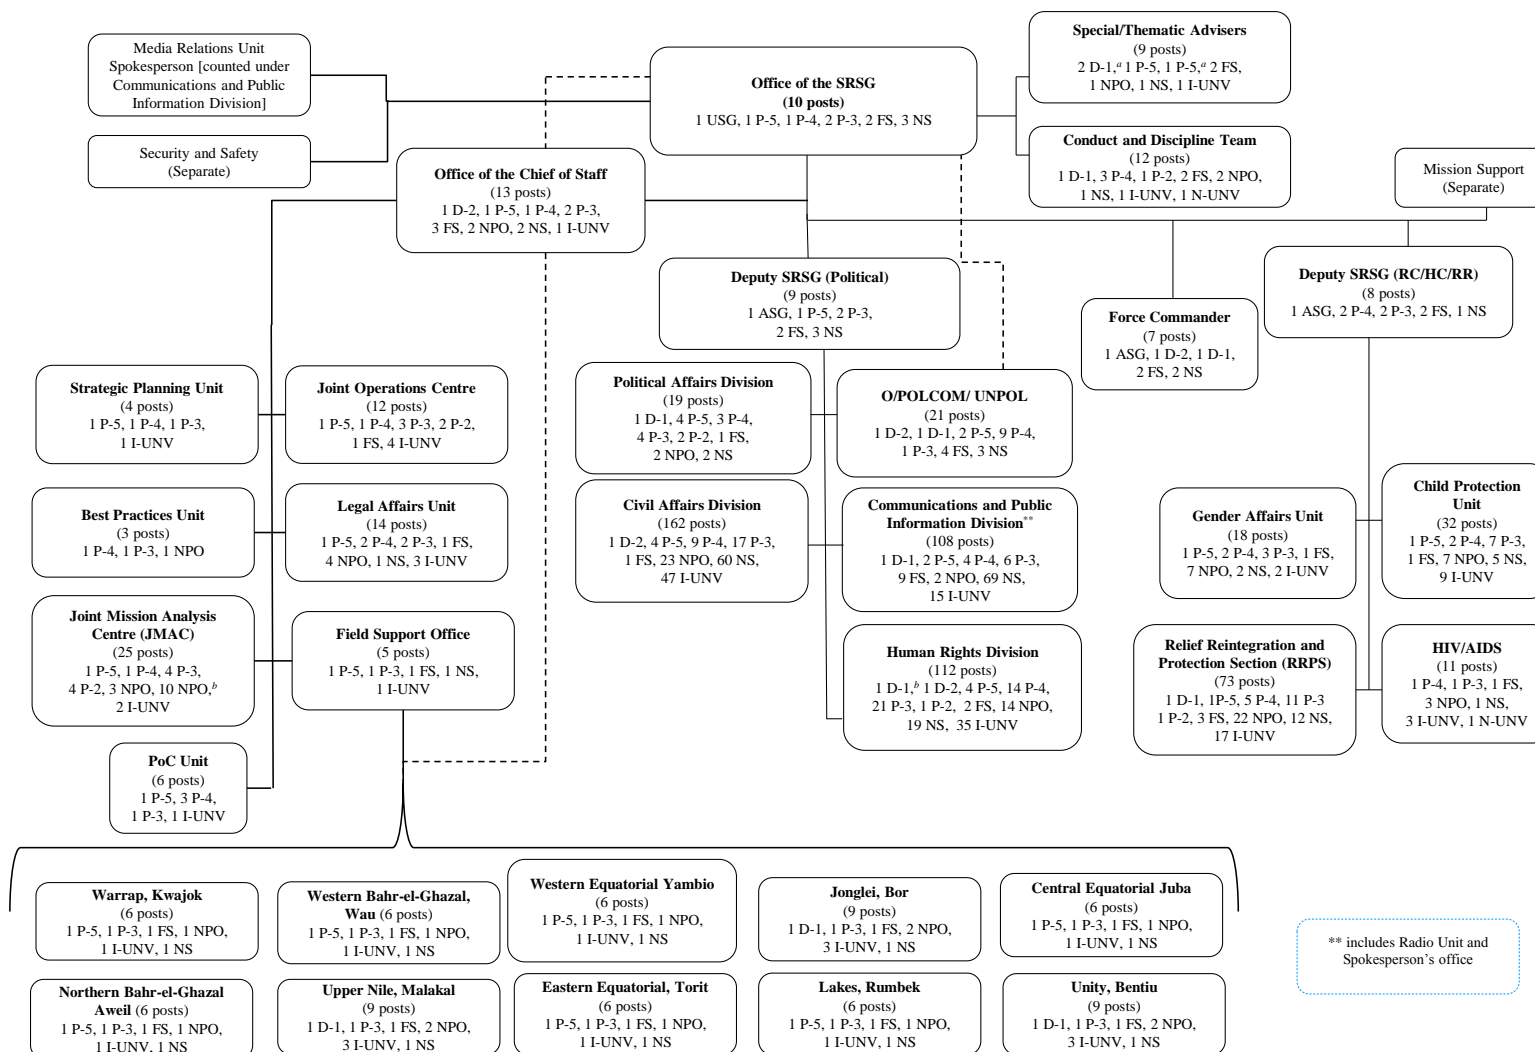 Media Relations Unit
Spokesperson [counted under
Communications and Public
Information Division]
Security and Safety
(Separate)
Office of the SRSG
(10 posts)
1 USG, 1 P-5, 1 P-4, 2 P-3, 2 FS, 3 NS
Special/Thematic Advisers
(9 posts)
2 D-1,a 1 P-5, 1 P-5,a 2 FS,
1 NPO, 1 NS, 1 I-UNV
Conduct and Discipline Team
(12 posts)
1 D-1, 3 P-4, 1 P-2, 2 FS, 2 NPO,
1 NS, 1 I-UNV, 1 N-UNV
Mission Support
(Separate)
Office of the Chief of Staff
(13 posts)
1 D-2, 1 P-5, 1 P-4, 2 P-3,
3 FS, 2 NPO, 2 NS, 1 I-UNV
Deputy SRSG (Political)
(9 posts)
1 ASG, 1 P-5, 2 P-3,
2 FS, 3 NS
Force Commander
(7 posts)
1 ASG, 1 D-2, 1 D-1,
2 FS, 2 NS
Deputy SRSG (RC/HC/RR)
(8 posts)
1 ASG, 2 P-4, 2 P-3, 2 FS, 1 NS
Strategic Planning Unit
(4 posts)
1 P-5, 1 P-4, 1 P-3,
1 I-UNV
Joint Operations Centre
(12 posts)
1 P-5, 1 P-4, 3 P-3, 2 P-2,
1 FS, 4 I-UNV
Political Affairs Division
(19 posts)
1 D-1, 4 P-5, 3 P-4,
4 P-3, 2 P-2, 1 FS,
2 NPO, 2 NS
O/POLCOM/ UNPOL
(21 posts)
1 D-2, 1 D-1, 2 P-5, 9 P-4,
1 P-3, 4 FS, 3 NS
Best Practices Unit
(3 posts)
1 P-4, 1 P-3, 1 NPO
Legal Affairs Unit
(14 posts)
1 P-5, 2 P-4, 2 P-3, 1 FS,
4 NPO, 1 NS, 3 I-UNV
Civil Affairs Division
(162 posts)
1 D-2, 4 P-5, 9 P-4, 17 P-3,
1 FS, 23 NPO, 60 NS,
47 I-UNV
Communications and Public
Information Division**
(108 posts)
1 D-1, 2 P-5, 4 P-4, 6 P-3,
9 FS, 2 NPO, 69 NS,
15 I-UNV
Gender Affairs Unit
(18 posts)
1 P-5, 2 P-4, 3 P-3, 1 FS,
7 NPO, 2 NS, 2 I-UNV
Child Protection
Unit
(32 posts)
1 P-5, 2 P-4, 7 P-3,
1 FS, 7 NPO, 5 NS,
9 I-UNV
Joint Mission Analysis
Centre (JMAC)
(25 posts)
1 P-5, 1 P-4, 4 P-3,
4 P-2, 3 NPO, 10 NPO,b
2 I-UNV
Field Support Office
(5 posts)
1 P-5, 1 P-3, 1 FS, 1 NS,
1 I-UNV
Human Rights Division
(112 posts)
1 D-1,b 1 D-2, 4 P-5, 14 P-4,
21 P-3, 1 P-2, 2 FS, 14 NPO,
19 NS, 35 I-UNV
Relief Reintegration and
Protection Section (RRPS)
(73 posts)
1 D-1, 1P-5, 5 P-4, 11 P-3
1 P-2, 3 FS, 22 NPO, 12 NS,
17 I-UNV
HIV/AIDS
(11 posts)
1 P-4, 1 P-3, 1 FS,
3 NPO, 1 NS,
3 I-UNV, 1 N-UNV
PoC Unit
(6 posts)
1 P-5, 3 P-4,
1 P-3, 1 I-UNV
Warrap, Kwajok
(6 posts)
1 P-5, 1 P-3, 1 FS, 1 NPO,
1 I-UNV, 1 NS
Western Bahr-el-Ghazal,
Wau (6 posts)
1 P-5, 1 P-3, 1 FS, 1 NPO,
1 I-UNV, 1 NS
Western Equatorial Yambio
(6 posts)
1 P-5, 1 P-3, 1 FS, 1 NPO,
1 I-UNV, 1 NS
Jonglei, Bor
(9 posts)
1 D-1, 1 P-3, 1 FS, 2 NPO,
3 I-UNV, 1 NS
Central Equatorial Juba
(6 posts)
1 P-5, 1 P-3, 1 FS, 1 NPO,
1 I-UNV, 1 NS
** includes Radio Unit and
Spokesperson's office
Northern Bahr-el-Ghazal
Aweil (6 posts)
1 P-5, 1 P-3, 1 FS, 1 NPO,
1 I-UNV, 1 NS
Upper Nile, Malakal
(9 posts)
1 D-1, 1 P-3, 1 FS, 2 NPO,
3 I-UNV, 1 NS
Eastern Equatorial, Torit
(6 posts)
1 P-5, 1 P-3, 1 FS, 1 NPO,
1 I-UNV, 1 NS
Lakes, Rumbek
(6 posts)
1 P-5, 1 P-3, 1 FS, 1 NPO,
1 I-UNV, 1 NS
Unity, Bentiu
(9 posts)
1 D-1, 1 P-3, 1 FS, 2 NPO,
3 I-UNV, 1 NS